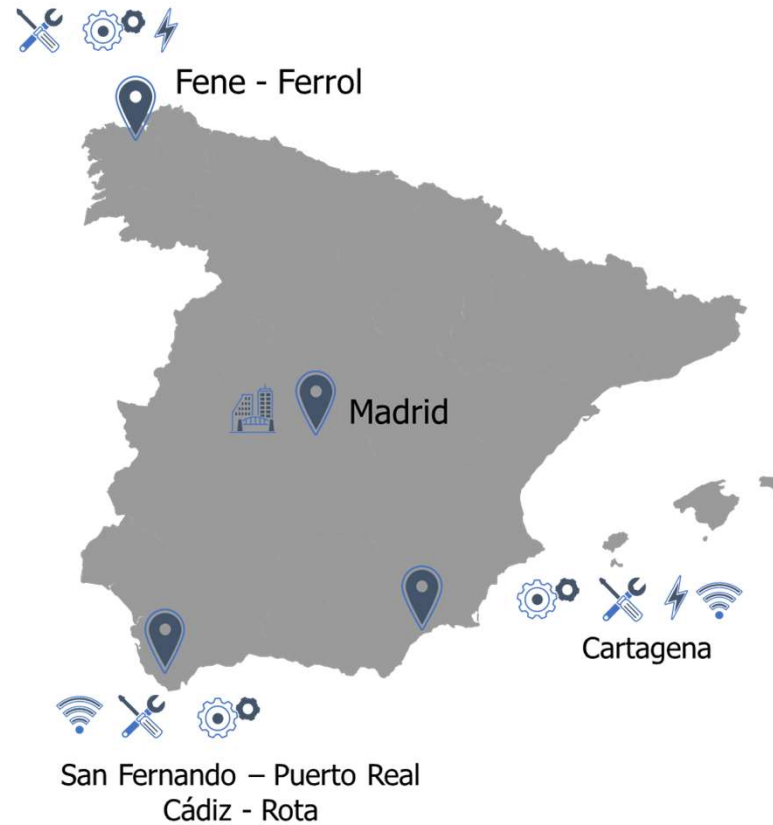 Fene - Ferrol
Madrid
Cartagena
San Fernando – Puerto Real
Cádiz - Rota